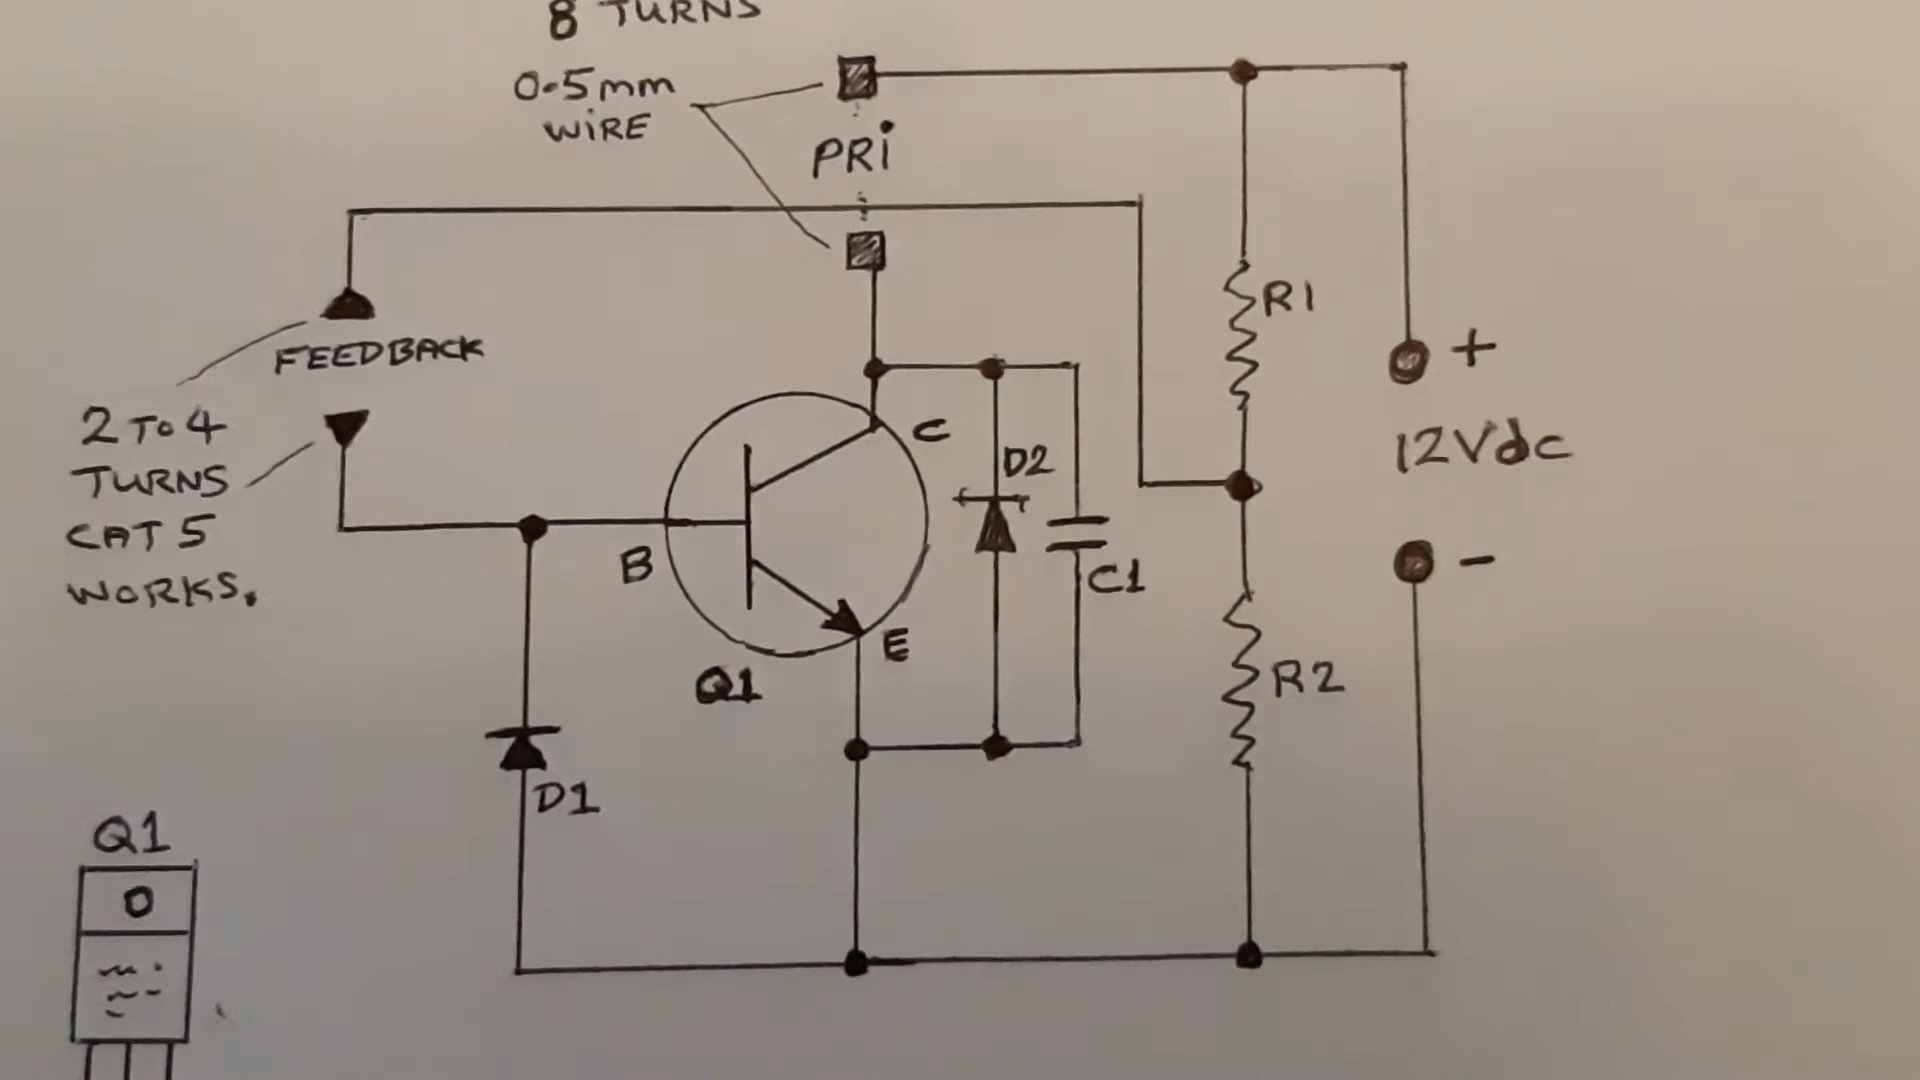 8 TURNS
0.5mm
WiRE
PRi
R1
FEEDBACK
+
2 To 4
TURNS
CAT 5
WORKS.
C
D2
12Vdc
B
C1
-
E
Q1
R2
D1
Q1